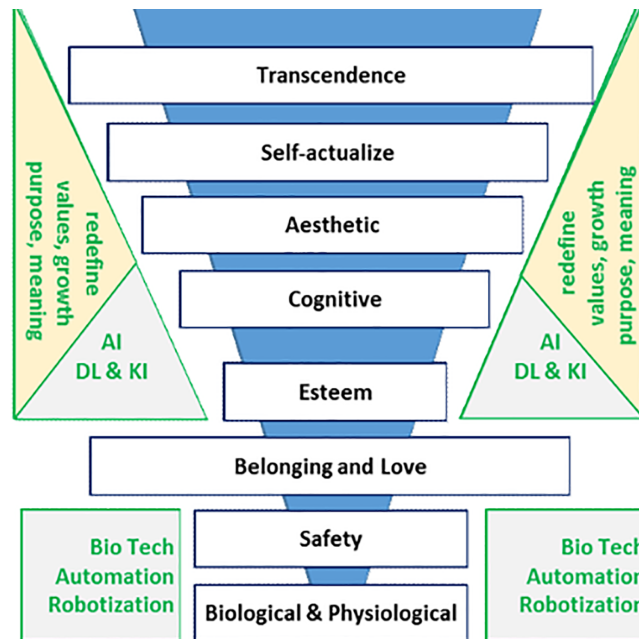 Transcendence
Self-actualize
Aesthetic
Cognitive
Esteem
Belonging and Love
Safety
Biological & Physiological
redefine
values, growth
purpose, meaning
AI
DL & KI
redefine
values, growth
purpose, meaning
AI
DL & KI
Bio Tech
Automation
Robotization
Bio Tech
Automation
Robotization